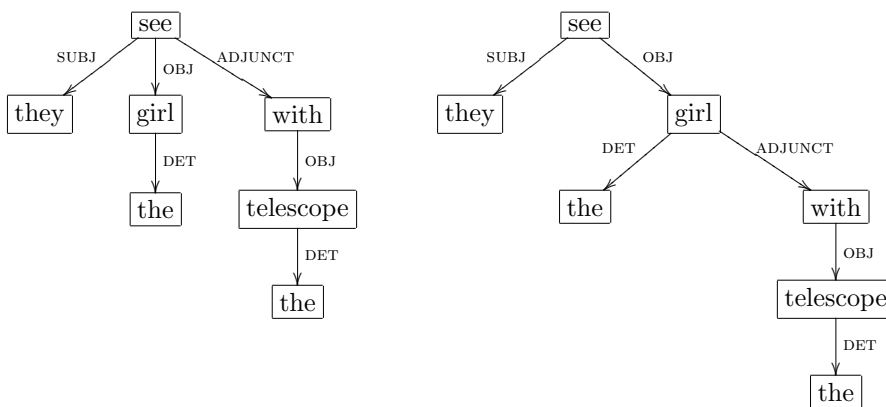 see
SUBJ OBJ ADJUNCT
they girl with
DET OBJ
the telescope
DET
the
see
SUBJ OBJ
they girl
DET ADJUNCT
the with
OBJ
telescope
DET
the